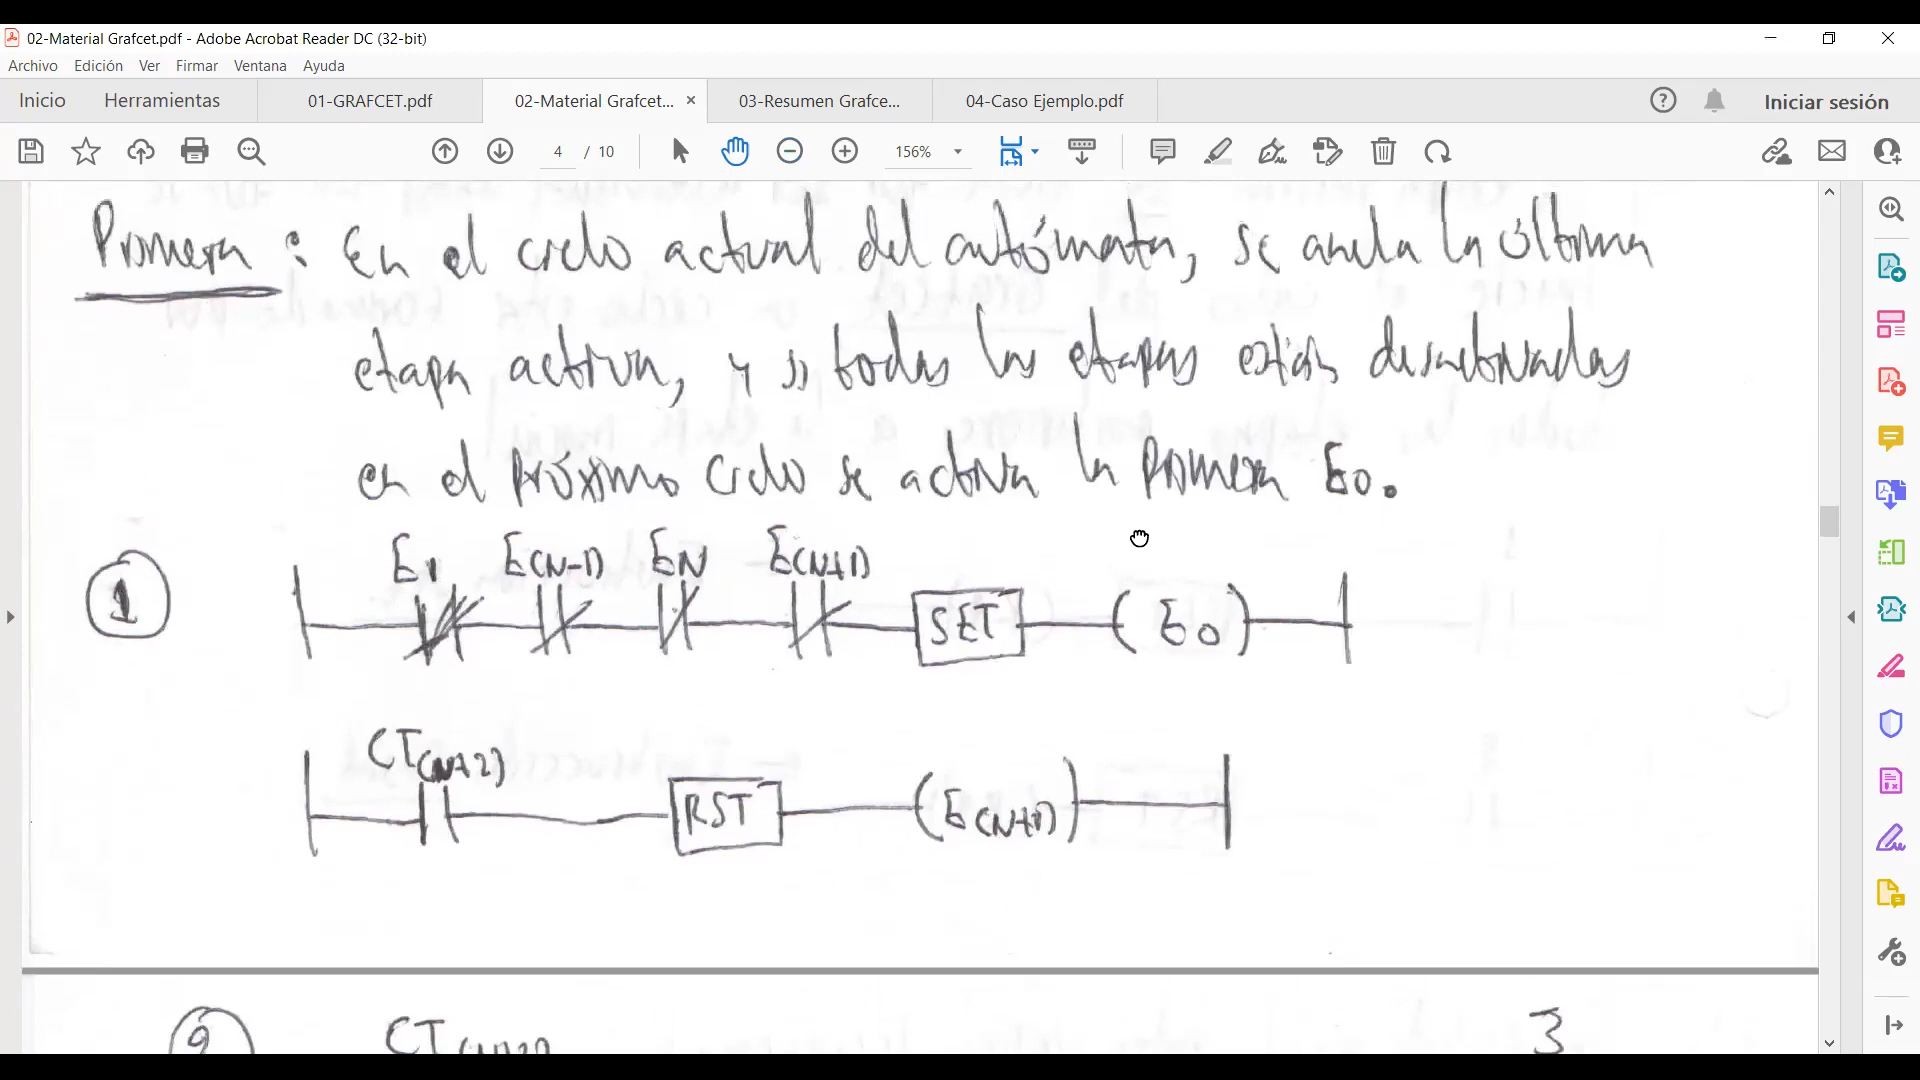 02-Material Grafcet.pdf - Adobe Acrobat Reader DC (32-bit)
Archivo Edición Ver Firmar Ventana Ayuda
Inicio Herramientas 01-GRAFCET.pdf 02-Material Grafcet... × 03-Resumen Grafce... 04-Caso Ejemplo.pdf Iniciar sesión
4 / 10 156%
Primera: En el ciclo actual del autómata, se anula la última
etapa activa, y si todas las etapas están desactivadas
en el próximo ciclo se activa la primera E0.
E1 E(N-1) EN E(N+1)
1 SET (E0)
CT(N+2)
RST (E(N+1))
2 CT(N+2) 3